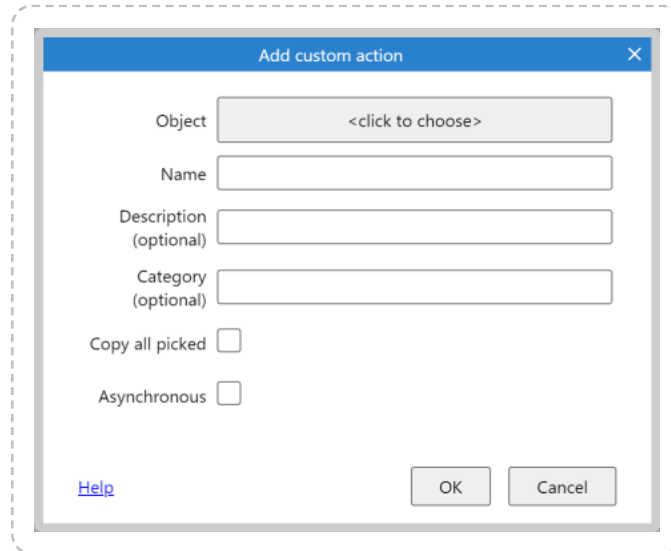 Add custom action
Object <click to choose>
Name
Description
(optional)
Category
(optional)
Copy all picked
Asynchronous
Help OK Cancel